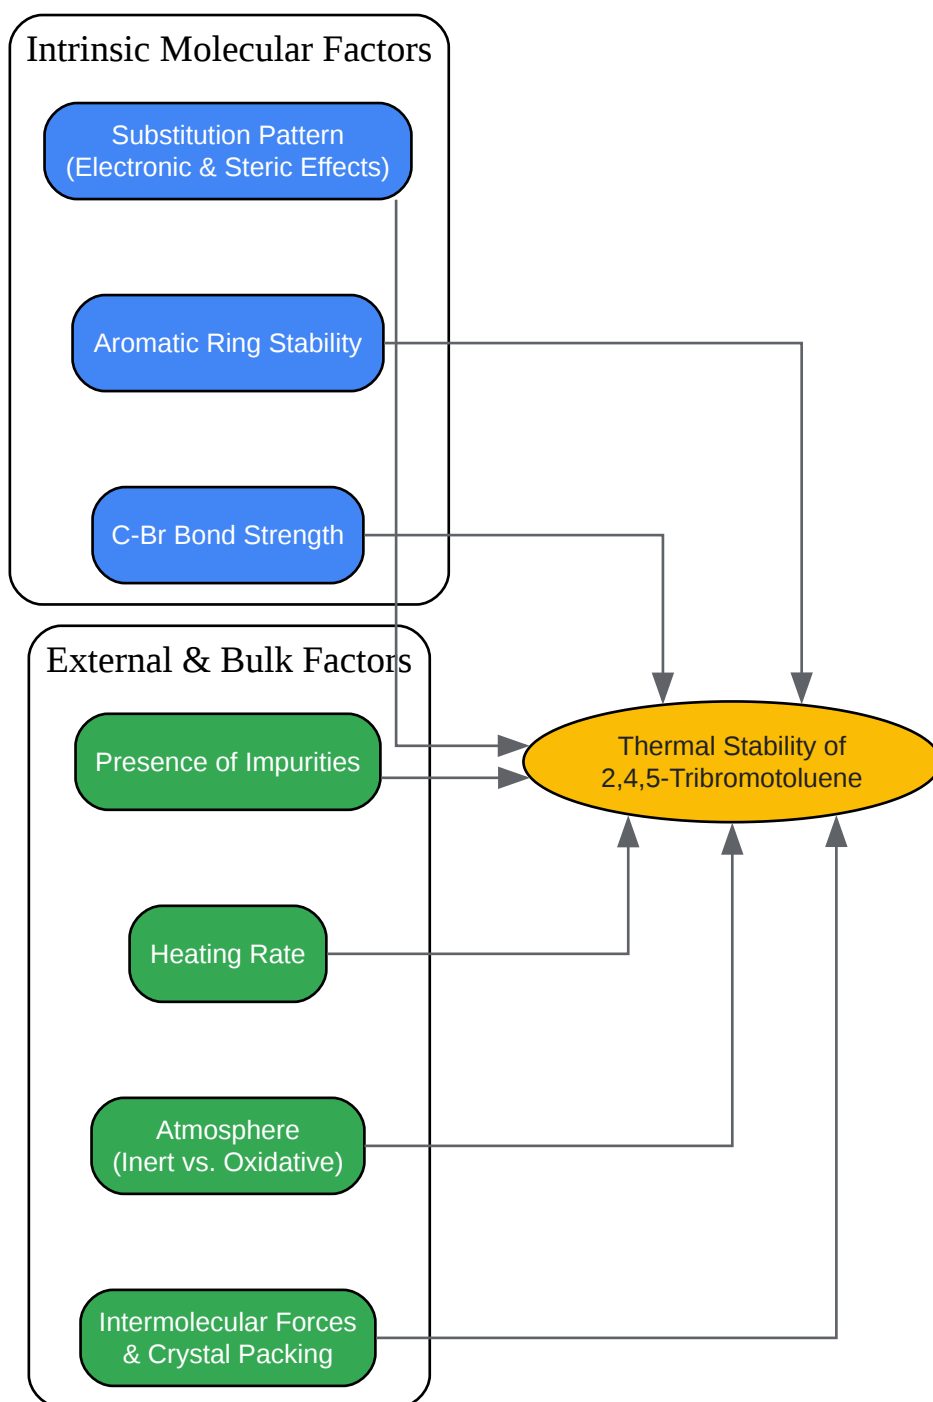 Intrinsic Molecular Factors
Substitution Pattern
(Electronic & Steric Effects)
Aromatic Ring Stability
C-Br Bond Strength
External & Bulk Factors
Presence of Impurities
Heating Rate
Atmosphere
(Inert vs. Oxidative)
Intermolecular Forces
& Crystal Packing
Thermal Stability of
2,4,5-Tribromotoluene